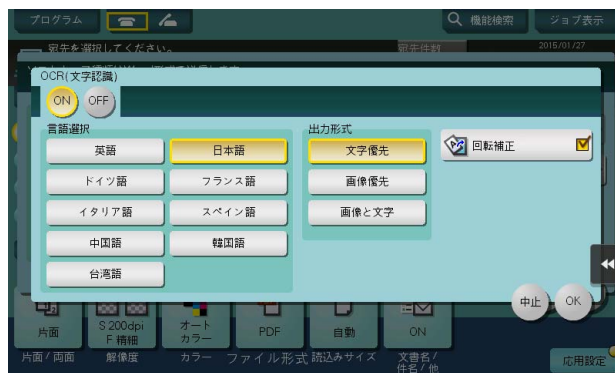 プログラム
機能検索
ジョブ表示
宛先を選択してください。
宛先件数
2015/01/27
OCR(文字認識)
ON
OFF
言語選択
出力形式
英語
日本語
文字優先
回転補正
ドイツ語
フランス語
画像優先
イタリア語
スペイン語
画像と文字
中国語
韓国語
台湾語
中止
OK
片面
S 200dpi
F 精細
オート
カラー
PDF
自動
ON
片面/両面
解像度
カラー
ファイル形式
読込みサイズ
文書名/
件名/他
応用設定